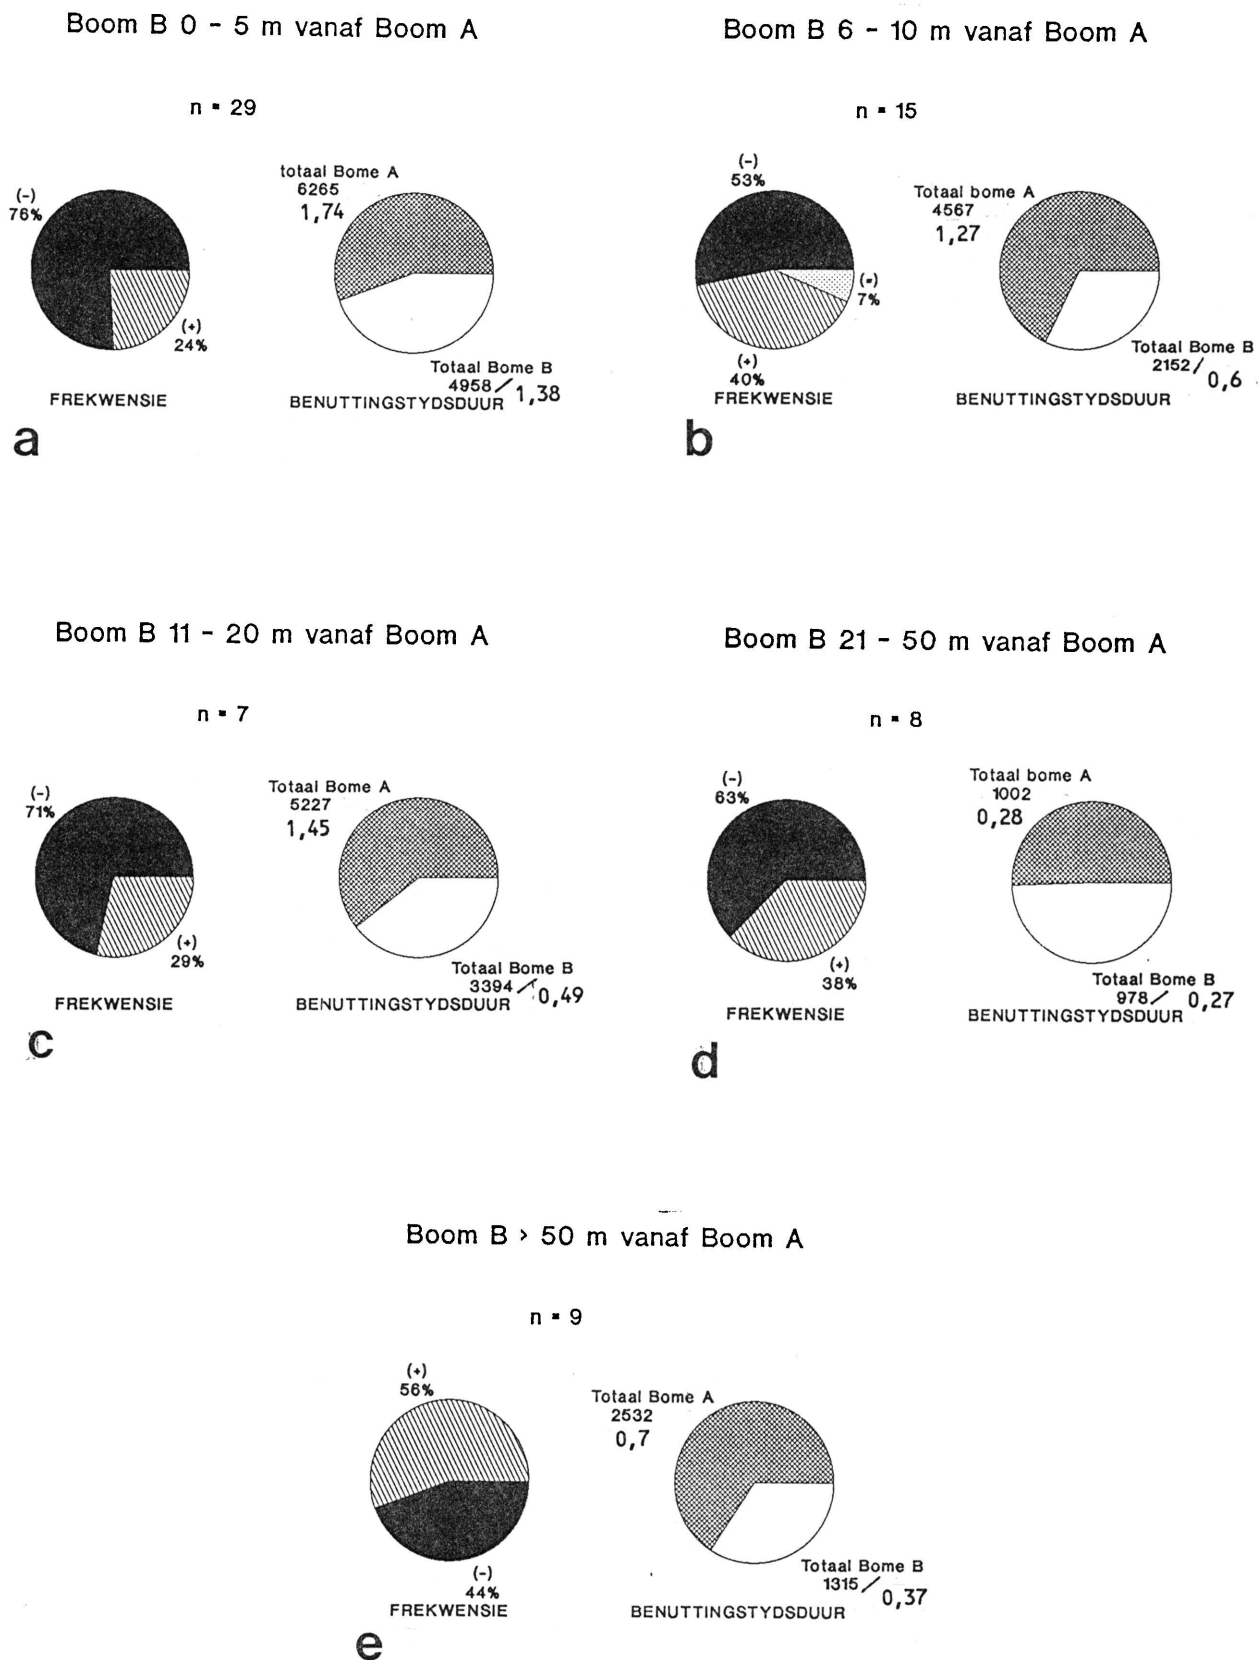 Boom B 0 - 5 m vanaf Boom A
n = 29
(-)
76%
(+)
24%
FREKWENSIE
totaal Bome A
6265
1,74
Totaal Bome B
4958 / 1,38
BENUTTINGSTYDSDUUR
a
Boom B 6 - 10 m vanaf Boom A
n = 15
(-)
53%
(=)
7%
(+)
40%
FREKWENSIE
Totaal bome A
4567
1,27
Totaal Bome B
2152 / 0,6
BENUTTINGSTYDSDUUR
b
Boom B 11 - 20 m vanaf Boom A
n = 7
(-)
71%
(+)
29%
FREKWENSIE
Totaal Bome A
5227
1,45
Totaal Bome B
3394 / 0,49
BENUTTINGSTYDSDUUR
c
Boom B 21 - 50 m vanaf Boom A
n = 8
(-)
63%
(+)
38%
FREKWENSIE
Totaal bome A
1002
0,28
Totaal Bome B
978 / 0,27
BENUTTINGSTYDSDUUR
d
Boom B > 50 m vanaf Boom A
n = 9
(+)
56%
(-)
44%
FREKWENSIE
Totaal Bome A
2532
0,7
Totaal Bome B
1315 / 0,37
BENUTTINGSTYDSDUUR
e